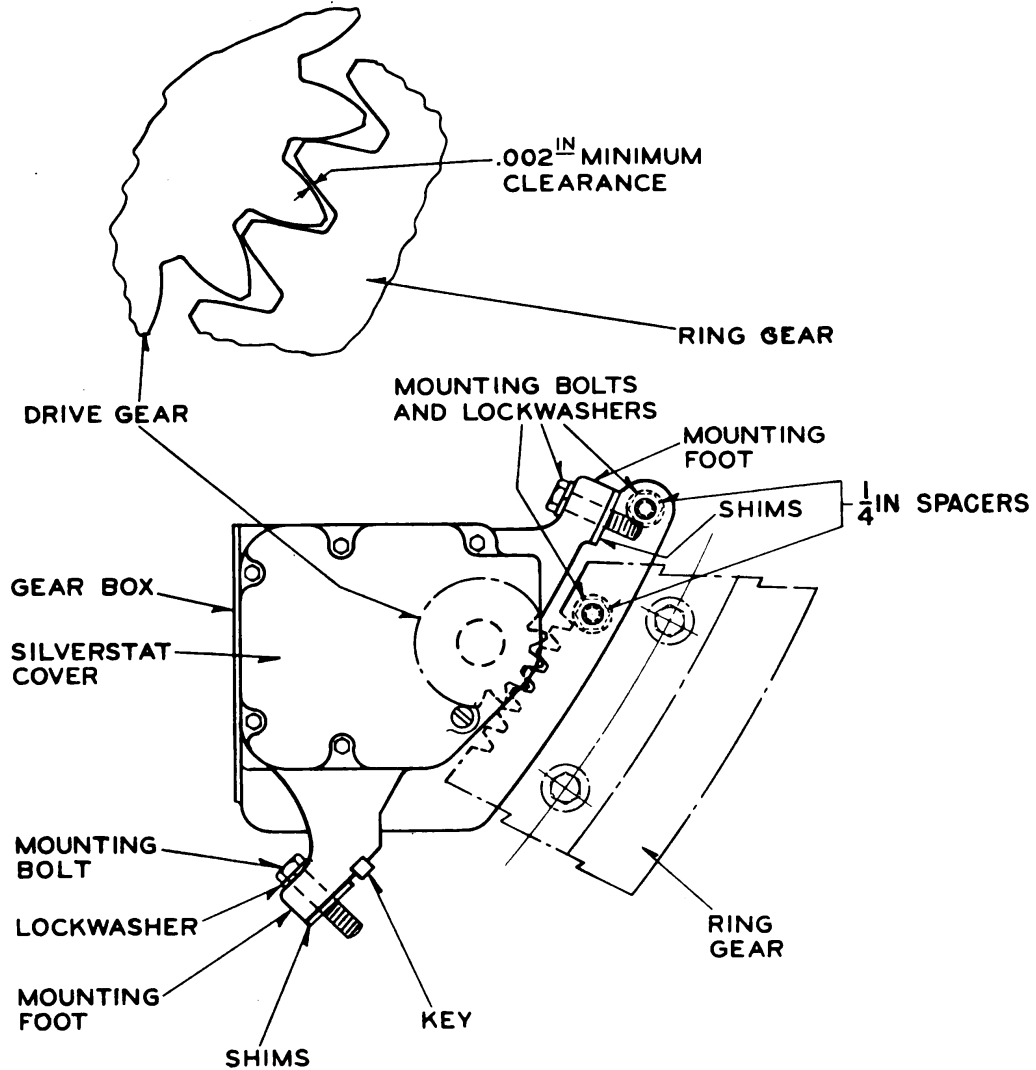 .002 IN MINIMUM
CLEARANCE
RING GEAR
DRIVE GEAR
MOUNTING BOLTS
AND LOCKWASHERS
MOUNTING
FOOT
SHIMS
1/4 IN SPACERS
GEAR BOX
SILVERSTAT
COVER
MOUNTING
BOLT
LOCKWASHER
MOUNTING
FOOT
SHIMS
KEY
RING
GEAR